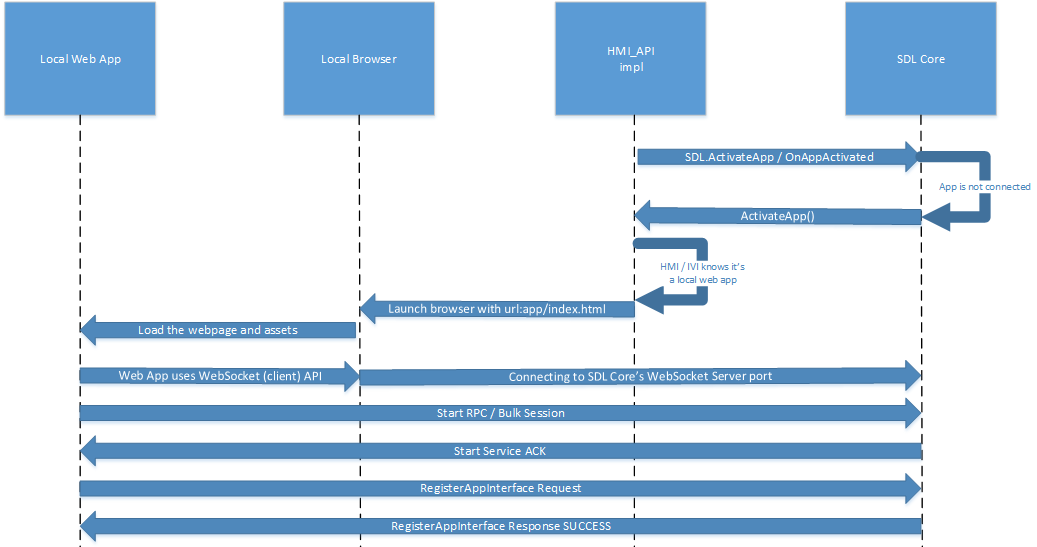 Local Web App
Local Browser
HMI_API
impl
SDL Core
SDL.ActivateApp / OnAppActivated
App is not connected
ActivateApp()
HMI / IVI knows it's
a local web app
Launch browser with url:app/index.html
Load the webpage and assets
Web App uses WebSocket (client) API
Connecting to SDL Core's WebSocket Server port
Start RPC / Bulk Session
Start Service ACK
RegisterAppInterface Request
RegisterAppInterface Response SUCCESS